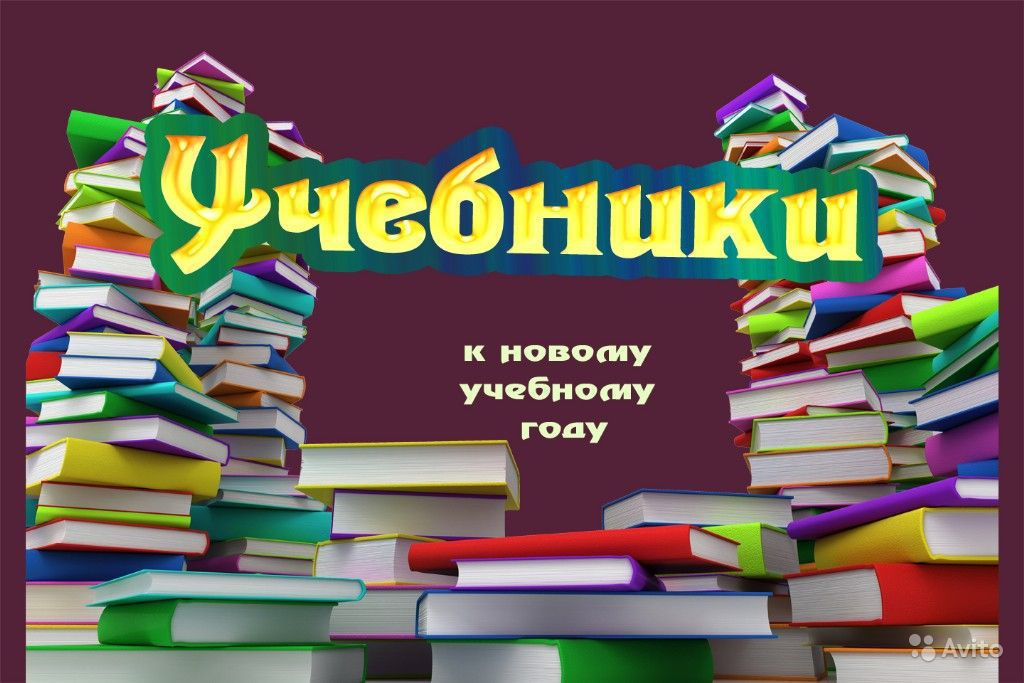 Учебники
к новому
учебному
году
Avito